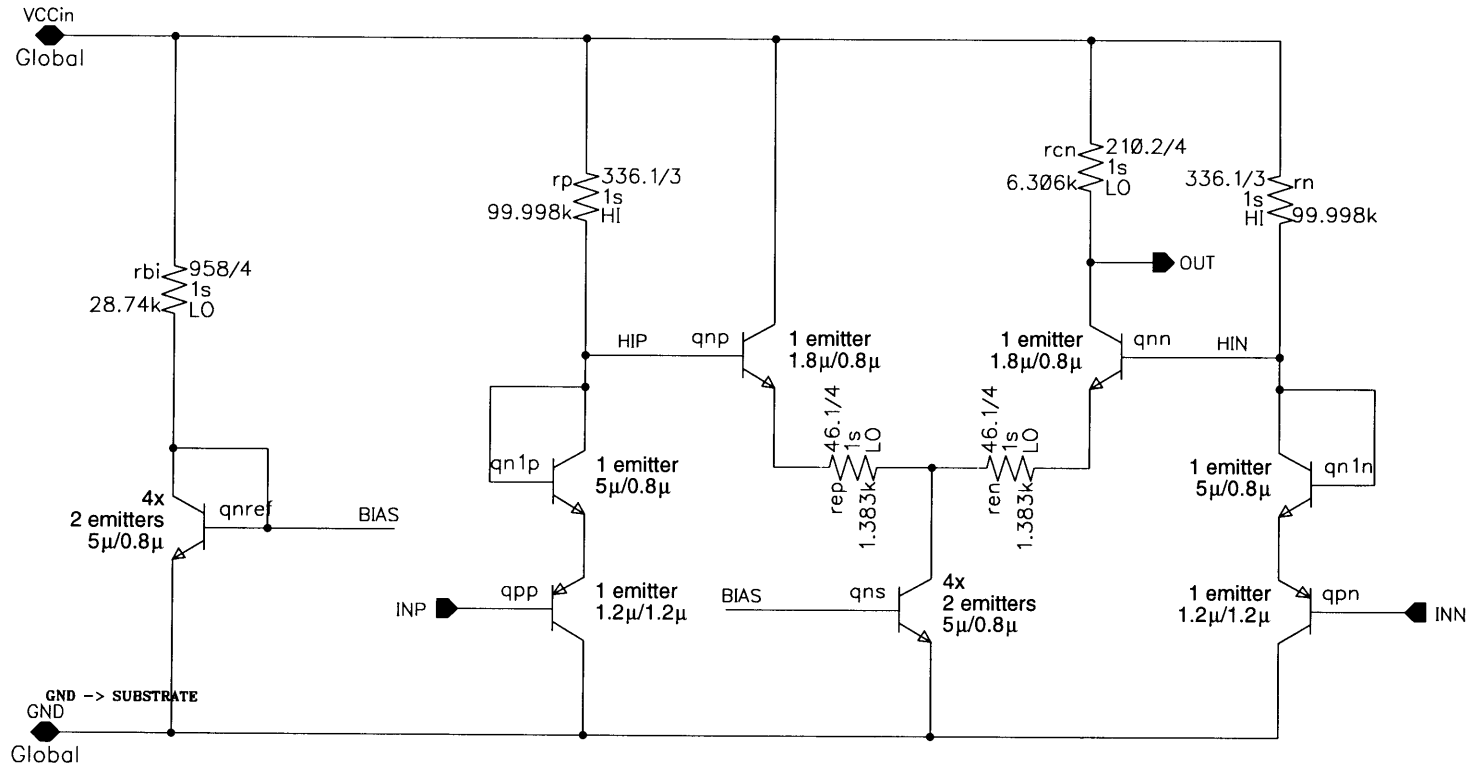 VCCin
Global
rbi
958/4
1s
28.74k
LO
rp
336.1/3
1s
99.998k
HI
rcn
210.2/4
1s
6.306k
LO
336.1/3
rn
1s
HI
99.998k
OUT
HIP
qnp
1 emitter
1.8µ/0.8µ
1 emitter
1.8µ/0.8µ
qnn
HIN
rep
46.1/4
1s
LO
1.383k
ren
46.1/4
1s
LO
1.383k
qn1p
1 emitter
5µ/0.8µ
1 emitter
5µ/0.8µ
qn1n
4x
2 emitters
5µ/0.8µ
qnref
BIAS
INP
qpp
1 emitter
1.2µ/1.2µ
BIAS
qns
4x
2 emitters
5µ/0.8µ
1 emitter
1.2µ/1.2µ
qpn
INN
GND -> SUBSTRATE
GND
Global